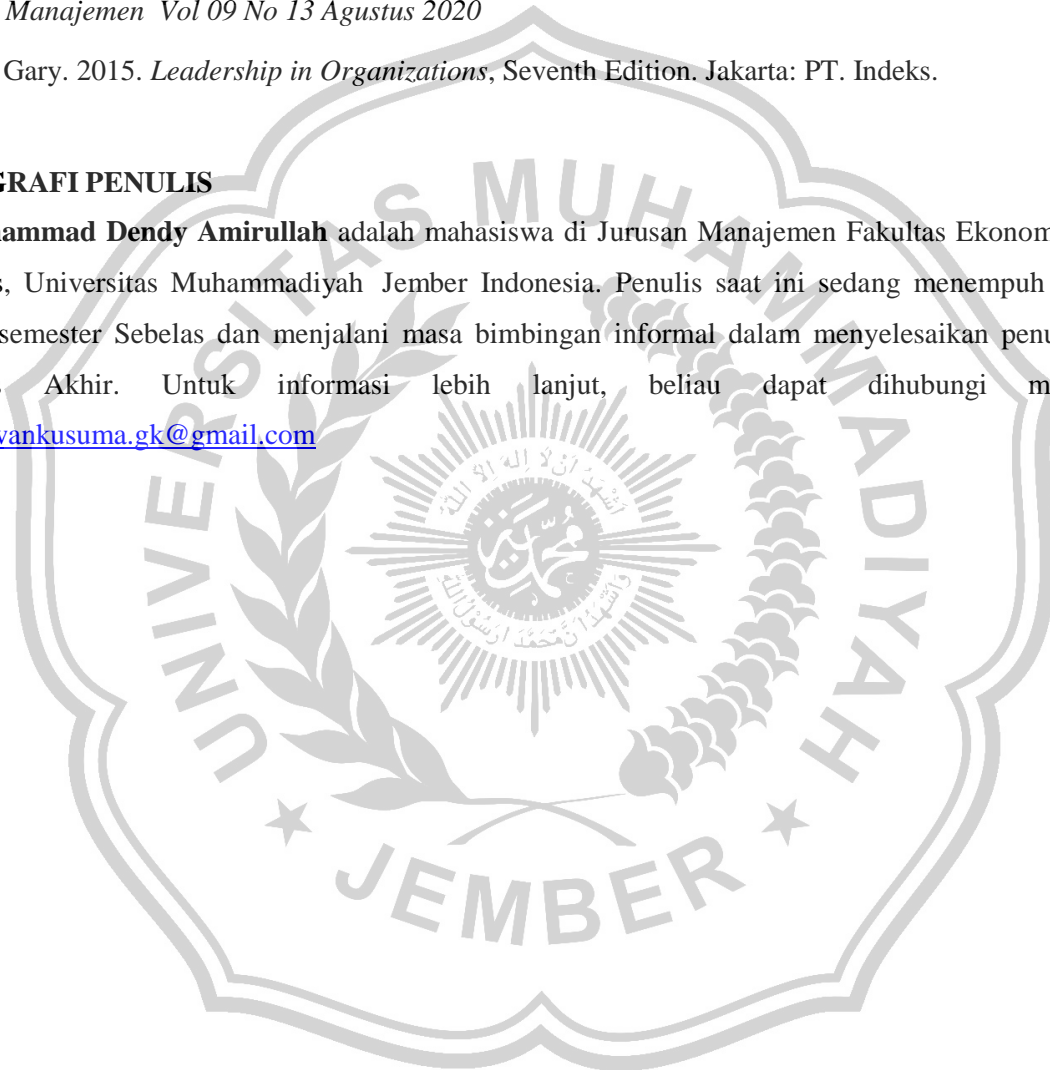 Manajemen Vol 09 No 13 Agustus 2020
Gary. 2015. Leadership in Organizations, Seventh Edition. Jakarta: PT. Indeks.
GRAFI PENULIS
ammad Dendy Amirullah adalah mahasiswa di Jurusan Manajemen Fakultas Ekonom
s, Universitas Muhammadiyah Jember Indonesia. Penulis saat ini sedang menempuh
semester Sebelas dan menjalani masa bimbingan informal dalam menyelesaikan penu
Akhir. Untuk informasi lebih lanjut, beliau dapat dihubungi m
vankusuma.gk@gmail.com
UNIVERSITAS MUHAMMADIYAH
JEMBER